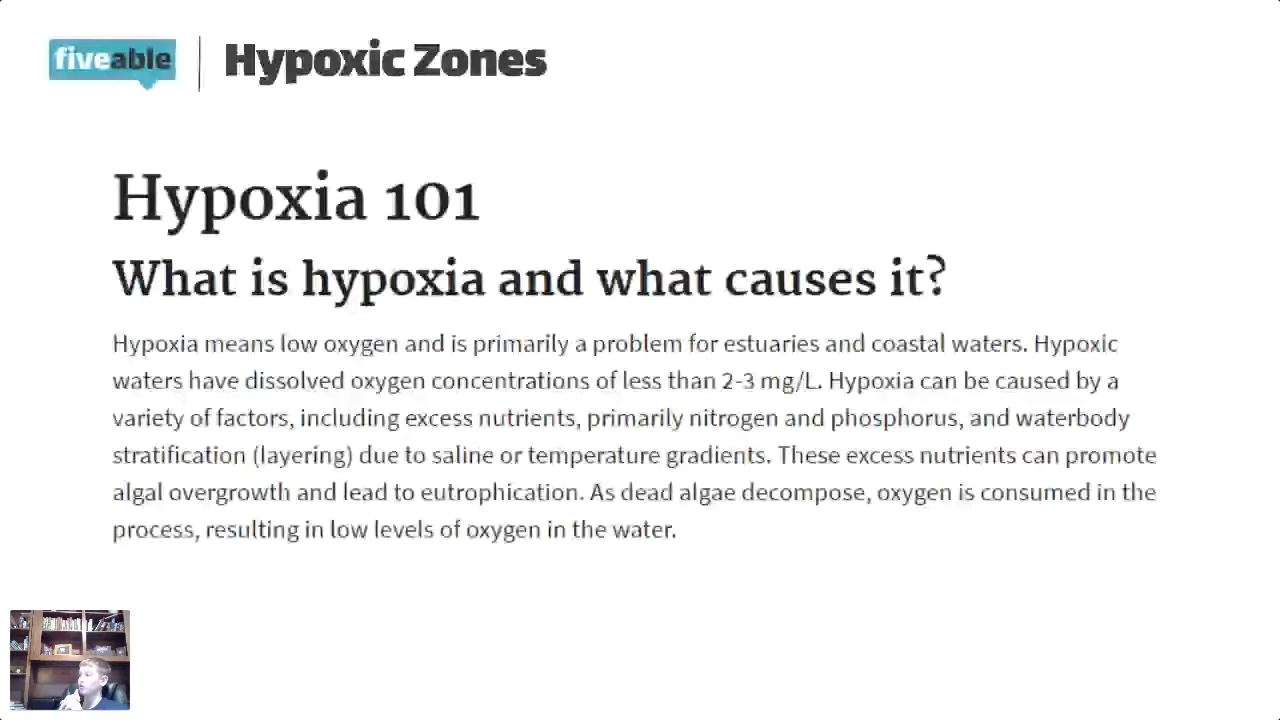 fiveable
Hypoxic Zones
Hypoxia 101
What is hypoxia and what causes it?
Hypoxia means low oxygen and is primarily a problem for estuaries and coastal waters. Hypoxic
waters have dissolved oxygen concentrations of less than 2-3 mg/L. Hypoxia can be caused by a
variety of factors, including excess nutrients, primarily nitrogen and phosphorus, and waterbody
stratification (layering) due to saline or temperature gradients. These excess nutrients can promote
algal overgrowth and lead to eutrophication. As dead algae decompose, oxygen is consumed in the
process, resulting in low levels of oxygen in the water.